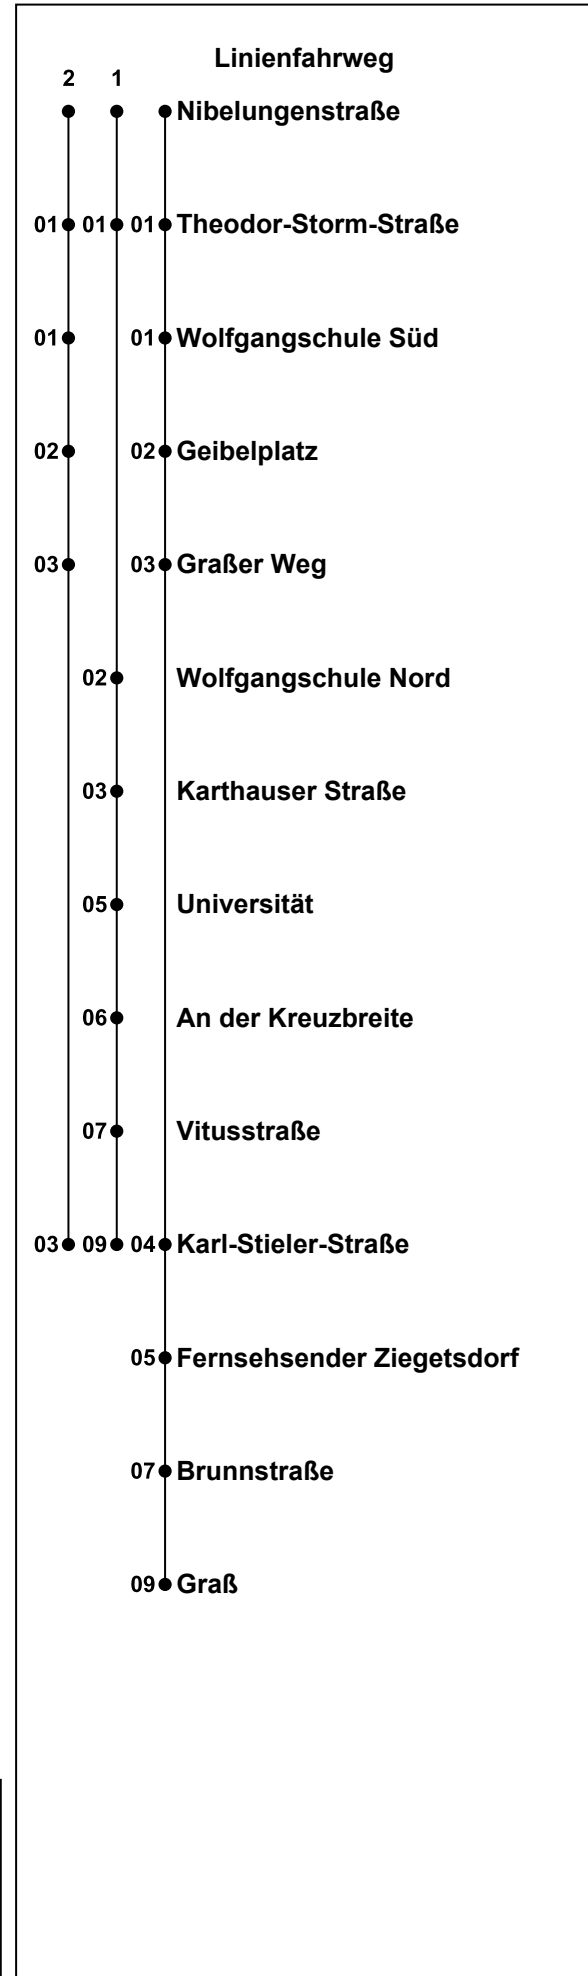 Linienfahrweg
2 1
Nibelungenstraße
01 01 01 Theodor-Storm-Straße
01 01 Wolfgangschule Süd
02 02 Geibelplatz
03 03 Graßer Weg
02 Wolfgangschule Nord
03 Karthauser Straße
05 Universität
06 An der Kreuzbreite
07 Vitusstraße
03 09 04 Karl-Stieler-Straße
05 Fernsehsender Ziegetsdorf
07 Brunnstraße
09 Graß